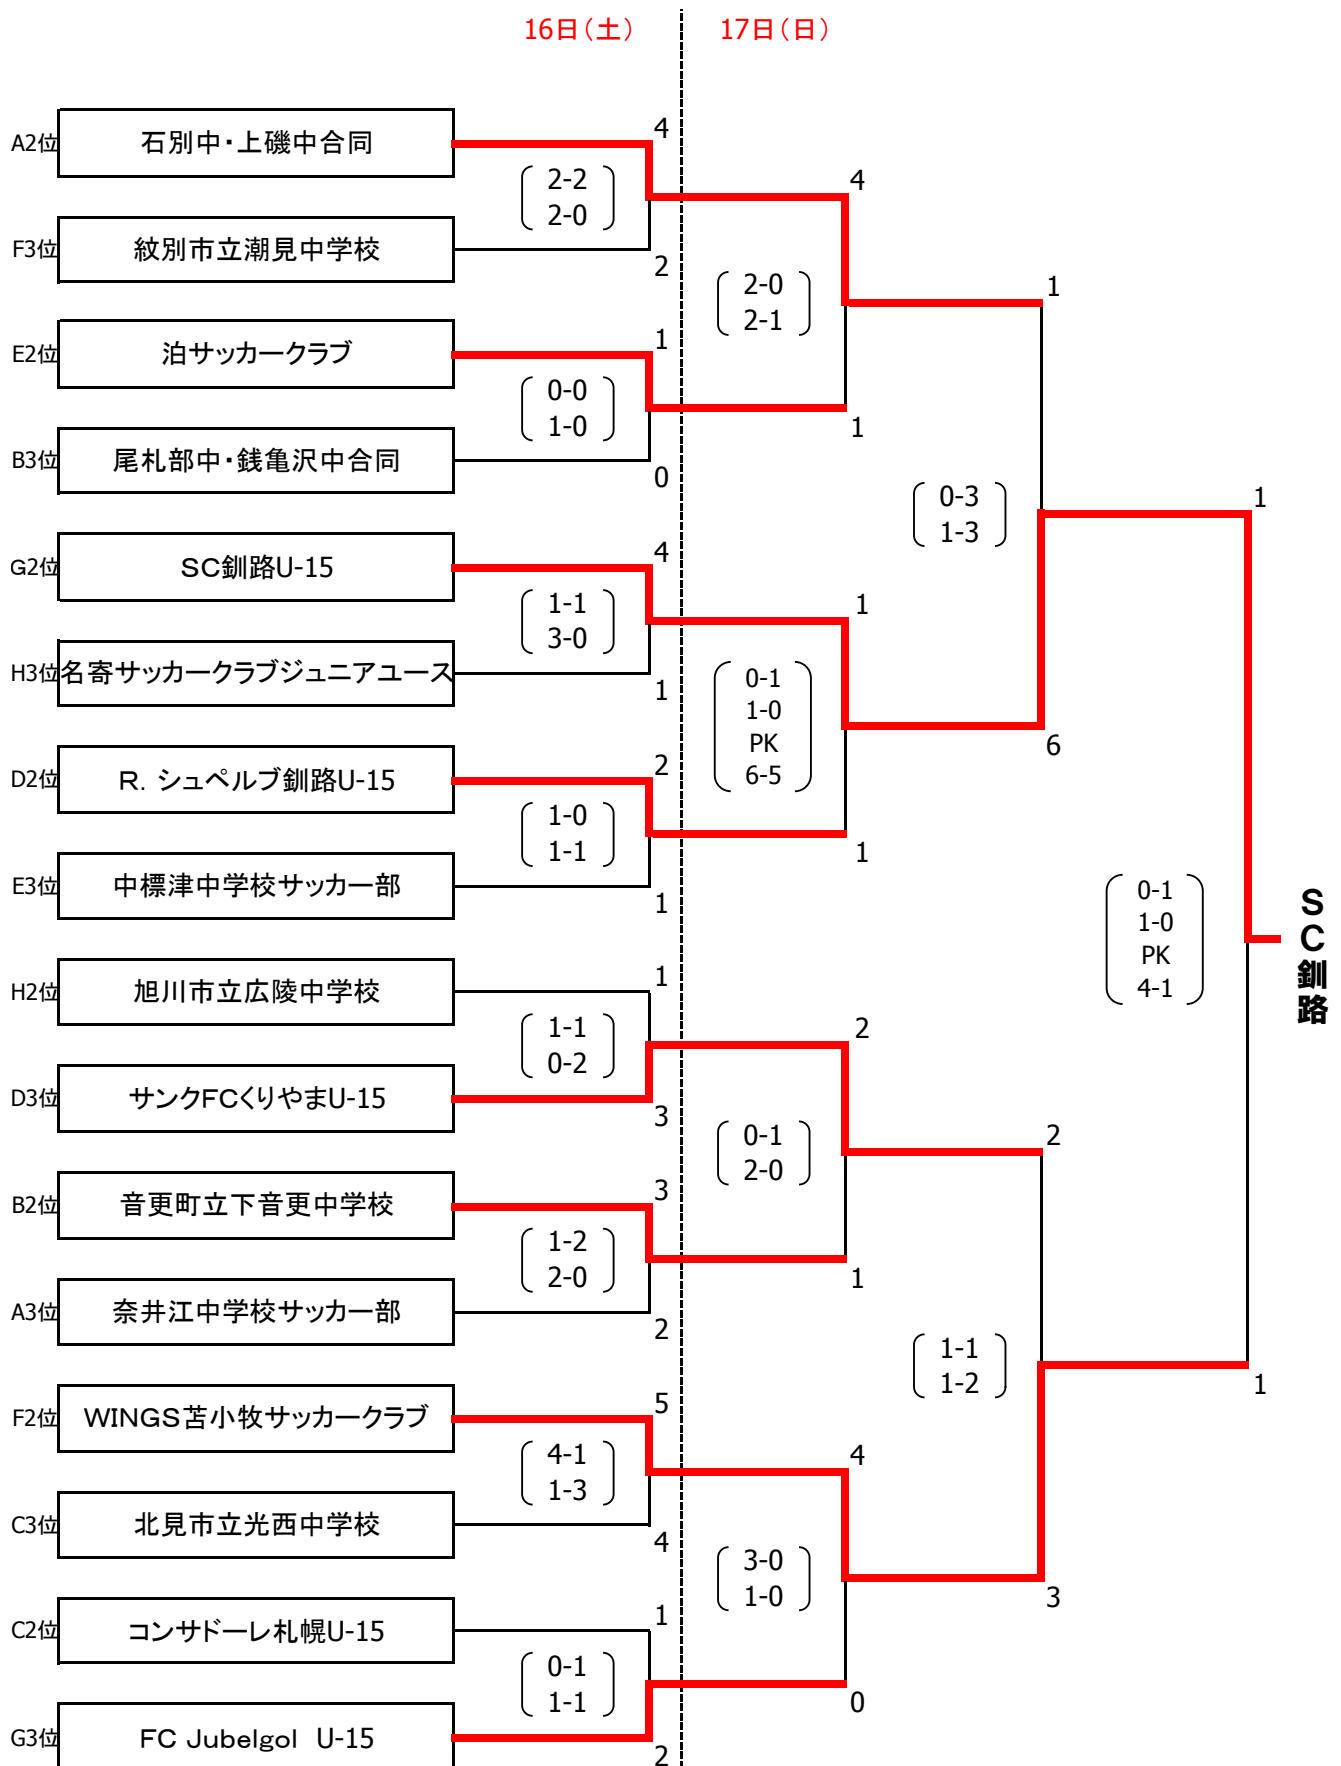 16日（土） 17日（日）
A2位 石別中・上磯中合同 4
2-2
2-0
4
F3位 紋別市立潮見中学校 2
2-0
2-1
1
E2位 泊サッカークラブ 1
0-0
1-0
1
B3位 尾札部中・銭亀沢中合同 0
0-3
1-3
1
G2位 SC釧路U-15 4
1-1
3-0
1
H3位 名寄サッカークラブジュニアユース 1
0-1
1-0
PK
6-5
6
D2位 R．シュペルブ釧路U-15 2
1-0
1-1
1
E3位 中標津中学校サッカー部 1
0-1
1-0
PK
4-1
SC釧路
H2位 旭川市立広陵中学校 1
1-1
0-2
2
D3位 サンクFCくりやまU-15 3
0-1
2-0
2
B2位 音更町立下音更中学校 3
1-2
2-0
1
A3位 奈井江中学校サッカー部 2
1-1
1-2
1
F2位 WINGS苫小牧サッカークラブ 5
4-1
1-3
4
C3位 北見市立光西中学校 4
3-0
1-0
3
C2位 コンサドーレ札幌U-15 1
0-1
1-1
0
G3位 FC Jubelgol U-15 2